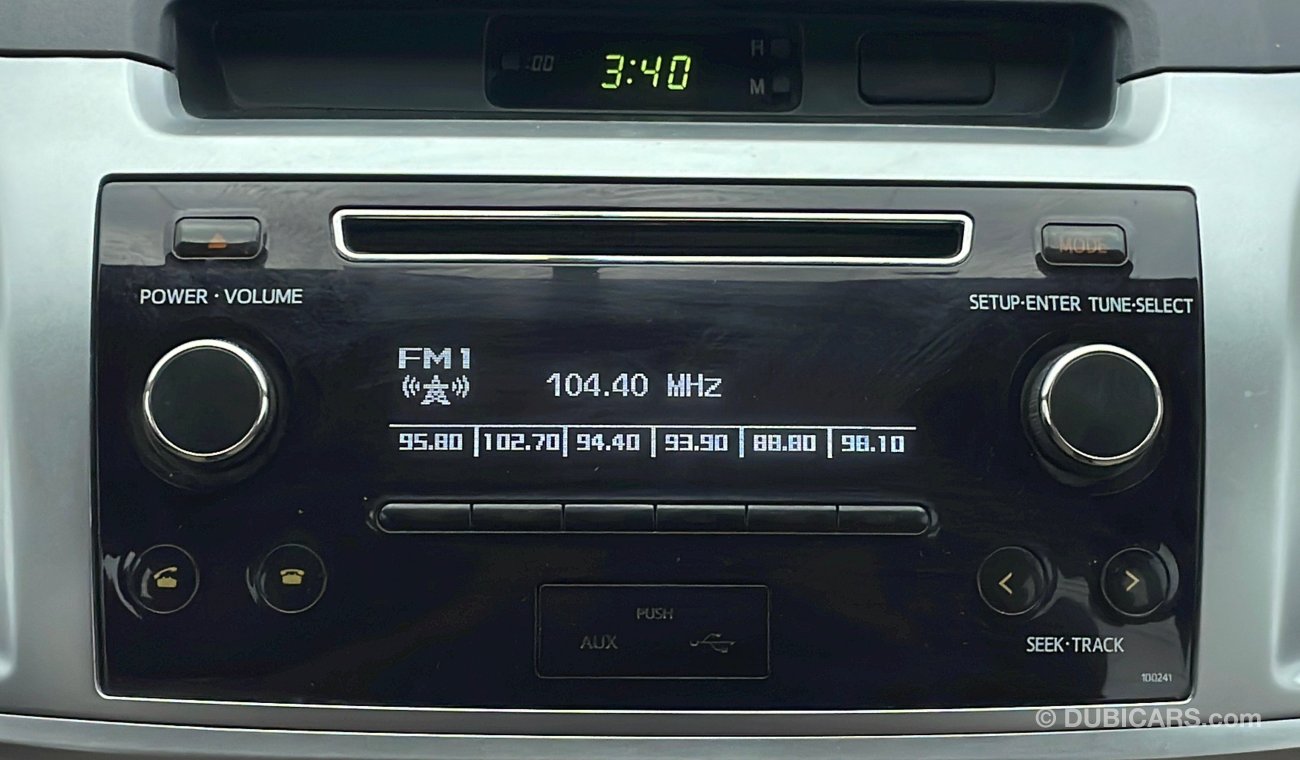 :00 3:40 H
M
MODE
POWER · VOLUME
SETUP·ENTER TUNE·SELECT
FM1
104.40 MHz
95.80 102.70 94.40 93.90 88.80 98.10
PUSH
AUX
SEEK·TRACK
100241
© DUBICARS.com